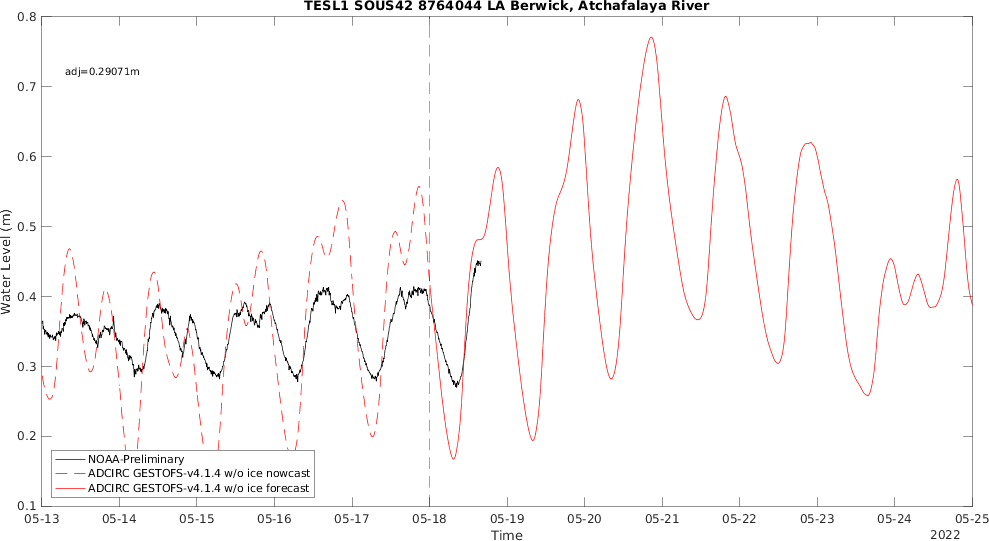 TESL1 SOUS42 8764044 LA Berwick, Atchafalaya River
adj=0.29071m
Water Level (m)
0.8
0.7
0.6
0.5
0.4
0.3
0.2
0.1
NOAA-Preliminary
ADCIRC GESTOFS-v4.1.4 w/o ice nowcast
ADCIRC GESTOFS-v4.1.4 w/o ice forecast
05-13 05-14 05-15 05-16 05-17 05-18 05-19 05-20 05-21 05-22 05-23 05-24 05-25
Time
2022